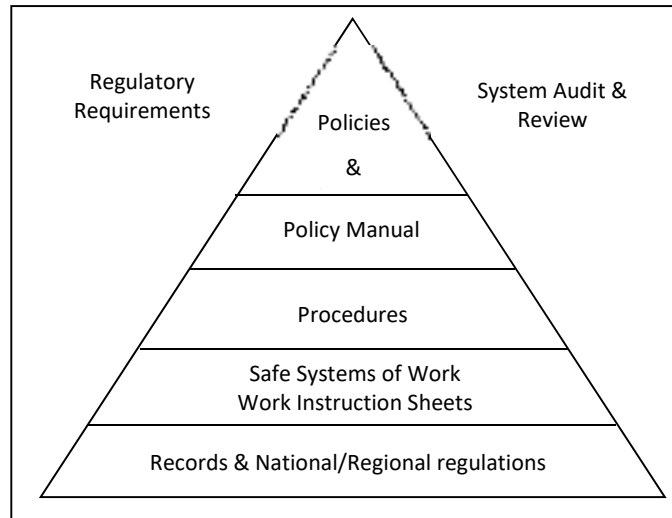 Regulatory
Requirements
System Audit &
Review
Policies
&
Policy Manual
Procedures
Safe Systems of Work
Work Instruction Sheets
Records & National/Regional regulations